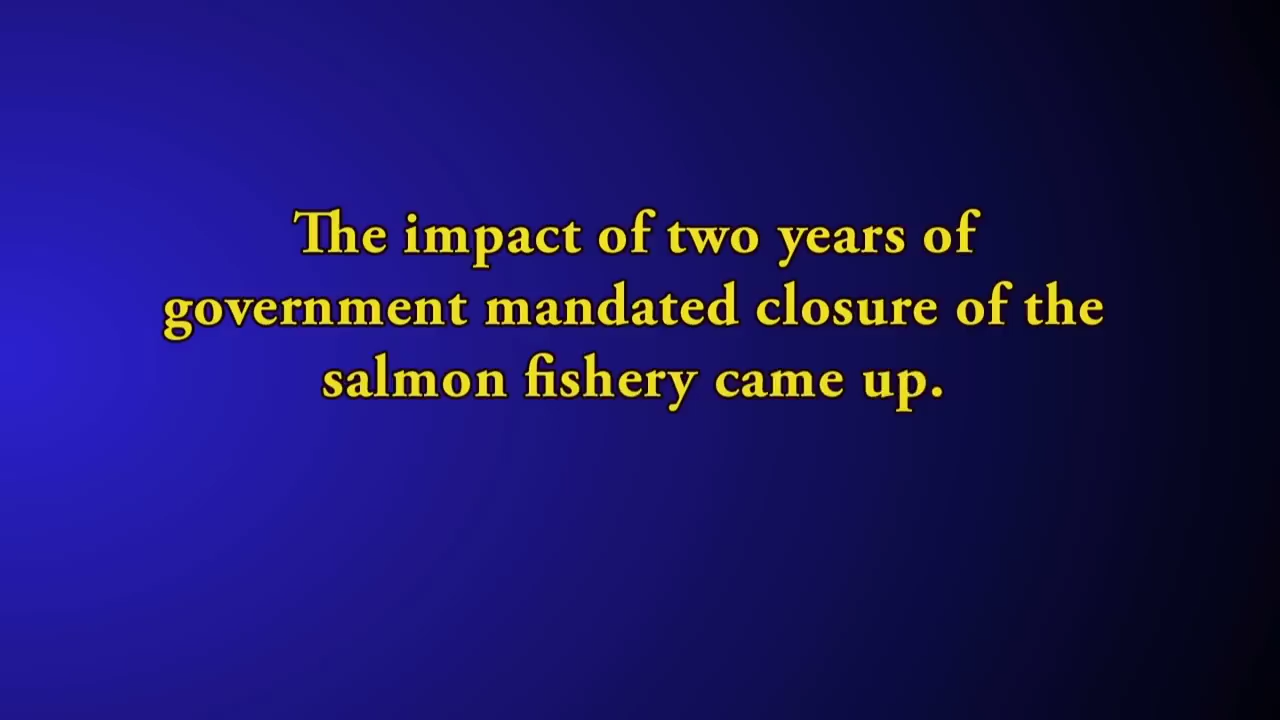 The impact of two years of
government mandated closure of the
salmon fishery came up.